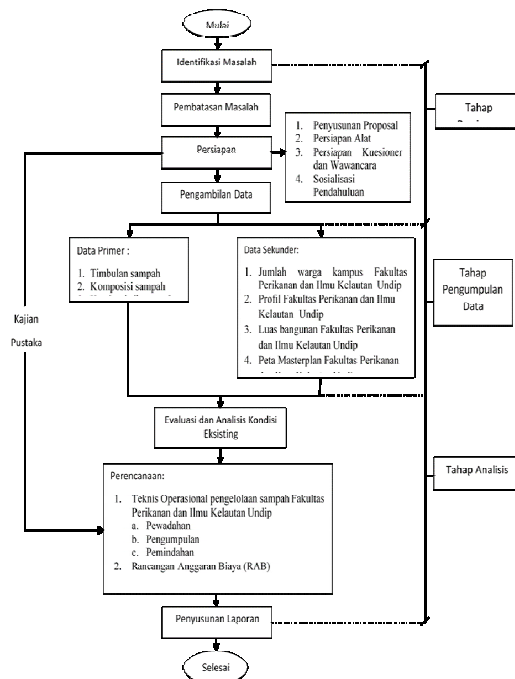 Mulai
Identifikasi Masalah
Pembatasan Masalah
Persiapan
1. Penyusunan Proposal
2. Persiapan Alat
3. Persiapan Kuesioner
dan Wawancara
4. Sosialisasi
Pendahuluan
Tahap
Pengambilan Data
Data Primer :
1. Timbulan sampah
2. Komposisi sampah
Data Sekunder:
1. Jumlah warga kampus Fakultas
Perikanan dan Ilmu Kelautan Undip
2. Profil Fakultas Perikanan dan Ilmu
Kelautan Undip
3. Luas bangunan Fakultas Perikanan
dan Ilmu Kelautan Undip
4. Peta Masterplan Fakultas Perikanan
Tahap
Pengumpulan
Data
Kajian
Pustaka
Evaluasi dan Analisis Kondisi
Eksisting
Perencanaan:
1. Teknis Operasional pengelolaan sampah Fakultas
Perikanan dan Ilmu Kelautan Undip
a. Pewadahan
b. Pengumpulan
c. Pemindahan
2. Rancangan Anggaran Biaya (RAB)
Tahap Analisis
Penyusunan Laporan
Selesai